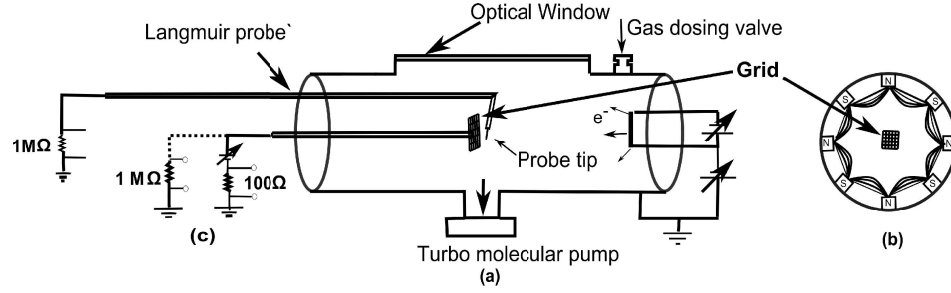 Optical Window
Langmuir probe`
Gas dosing valve
Grid
N
S
S
N
N
S
S
N
e-
1MΩ
Probe tip
1 MΩ
100Ω
(c)
(b)
Turbo molecular pump
(a)